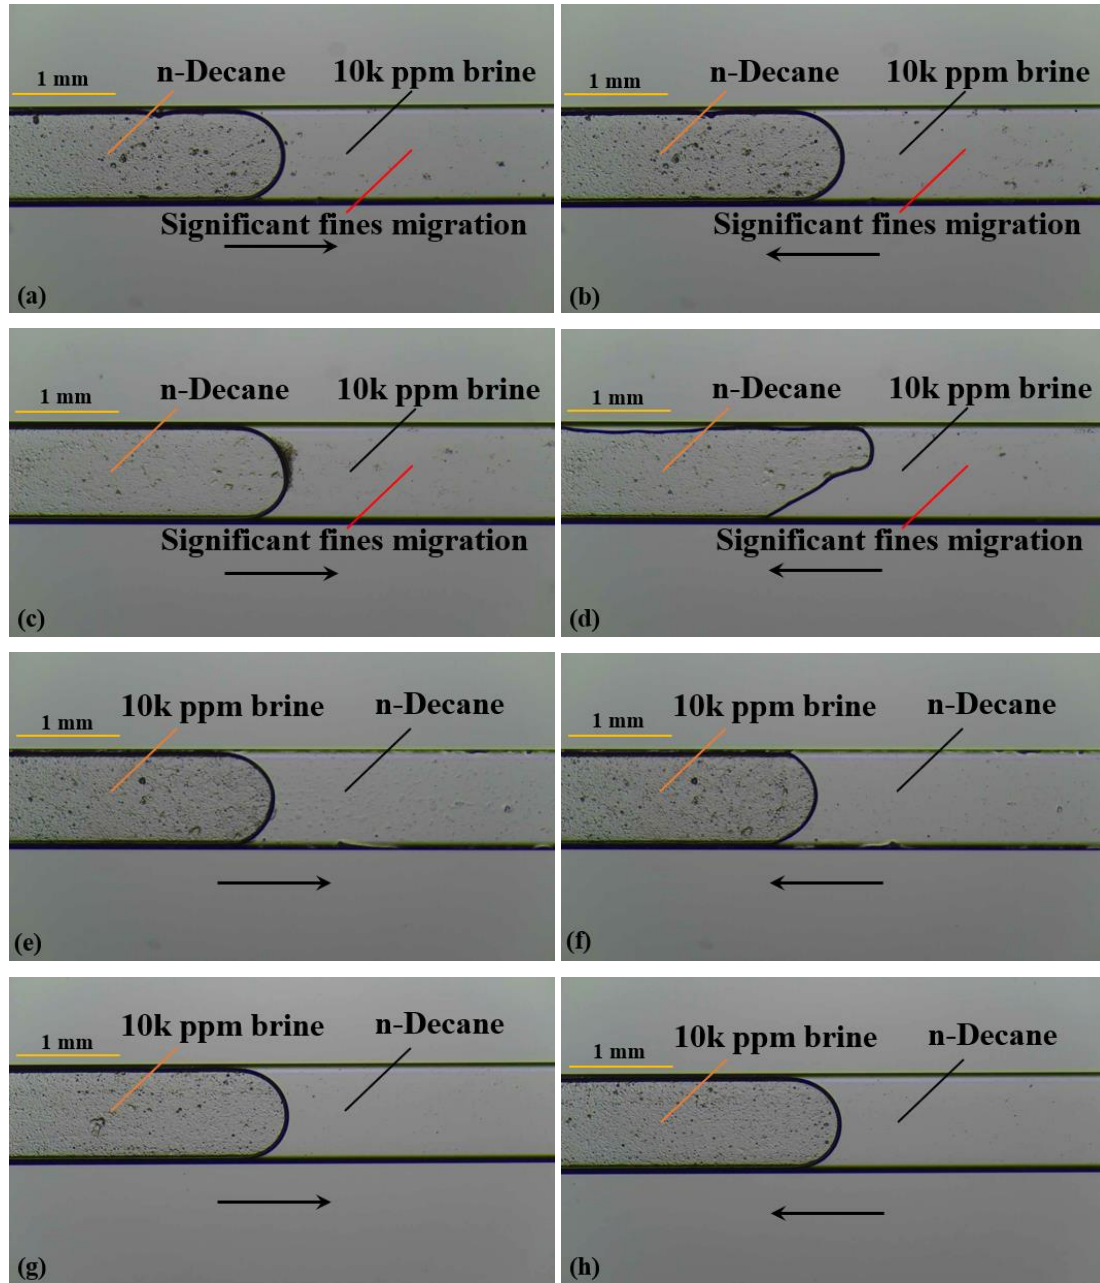 1 mm
n-Decane
10k ppm brine
Significant fines migration
(a)
1 mm
n-Decane
10k ppm brine
Significant fines migration
(b)
1 mm
n-Decane
10k ppm brine
Significant fines migration
(c)
1 mm
n-Decane
10k ppm brine
Significant fines migration
(d)
1 mm
10k ppm brine
n-Decane
(e)
1 mm
10k ppm brine
n-Decane
(f)
1 mm
10k ppm brine
n-Decane
(g)
1 mm
10k ppm brine
n-Decane
(h)